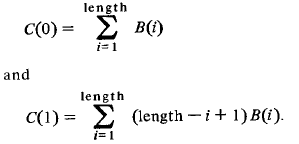 length
C(0) = Σ B(i)
i=1
and
length
C(1) = Σ (length − i + 1) B(i).
i=1